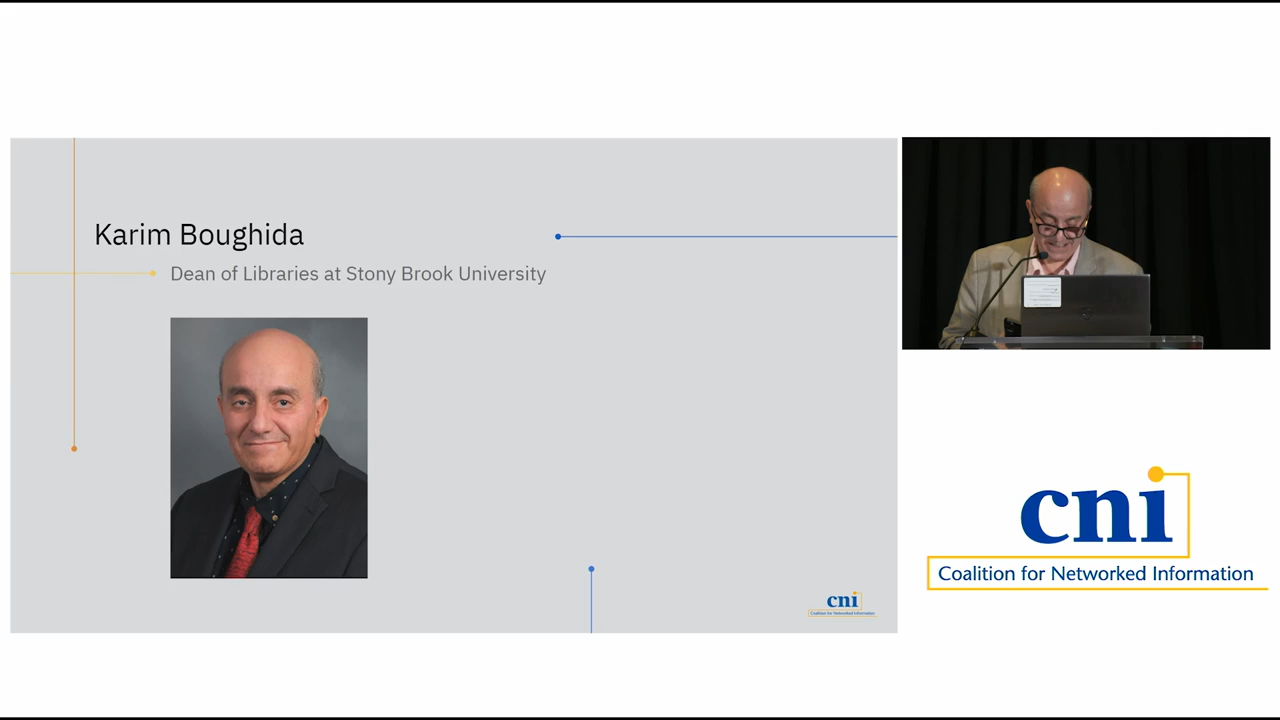 Karim Boughida
Dean of Libraries at Stony Brook University
cni
Coalition for Networked Information
cni
Coalition for Networked Information